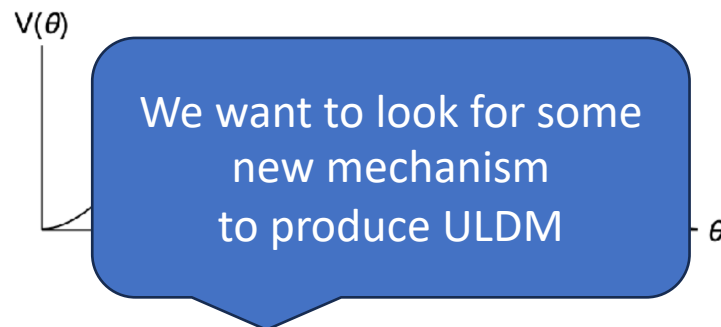 V(θ)
We want to look for some
new mechanism
to produce ULDM
θ